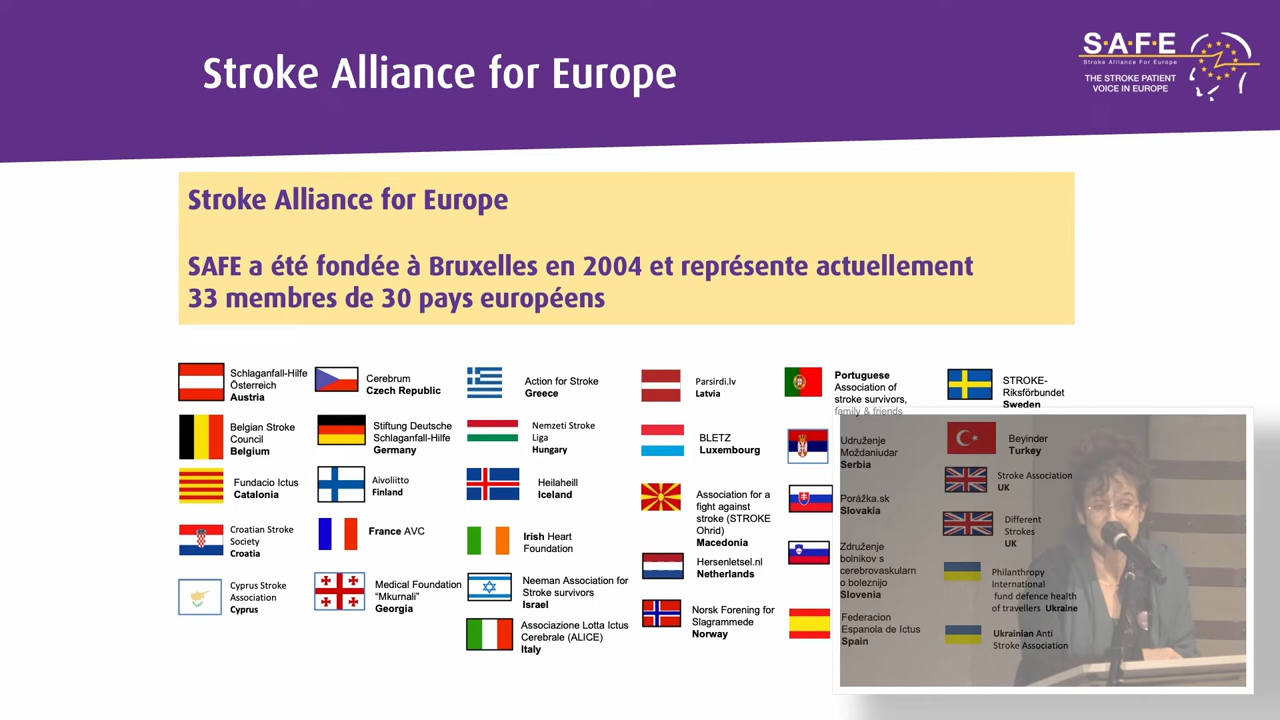 Stroke Alliance for Europe
S·A·F·E
Stroke Alliance For Europe
THE STROKE PATIENT
VOICE IN EUROPE
Stroke Alliance for Europe
SAFE a été fondée à Bruxelles en 2004 et représente actuellement
33 membres de 30 pays européens
Schlaganfall-Hilfe
Österreich
Austria
Belgian Stroke
Council
Belgium
Fundacio Ictus
Catalonia
Croatian Stroke
Society
Croatia
Cyprus Stroke
Association
Cyprus
Cerebrum
Czech Republic
Stiftung Deutsche
Schlaganfall-Hilfe
Germany
Aivoliitto
Finland
France AVC
Medical Foundation
“Mkurnali”
Georgia
Action for Stroke
Greece
Nemzeti Stroke
Liga
Hungary
Heilaheill
Iceland
Irish Heart
Foundation
Neeman Association for
Stroke survivors
Israel
Associazione Lotta Ictus
Cerebrale (ALICE)
Italy
Parsirdi.lv
Latvia
BLETZ
Luxembourg
Association for a
fight against
stroke (STROKE
Ohrid)
Macedonia
Hersenletsel.nl
Netherlands
Norsk Forening for
Slagrammede
Norway
Portuguese
Association of
stroke survivors,
family & friends
Udruženje
Moždaniudar
Serbia
Porážka.sk
Slovakia
Združenje
bolnikov s
cerebrovaskularn
o boleznijo
Slovenia
Federacion
Espanola de Ictus
Spain
STROKE-
Riksförbundet
Sweden
Beyinder
Turkey
Stroke Association
UK
Different
Strokes
UK
Philanthropy
International
fund defence health
of travellers Ukraine
Ukrainian Anti
Stroke Association